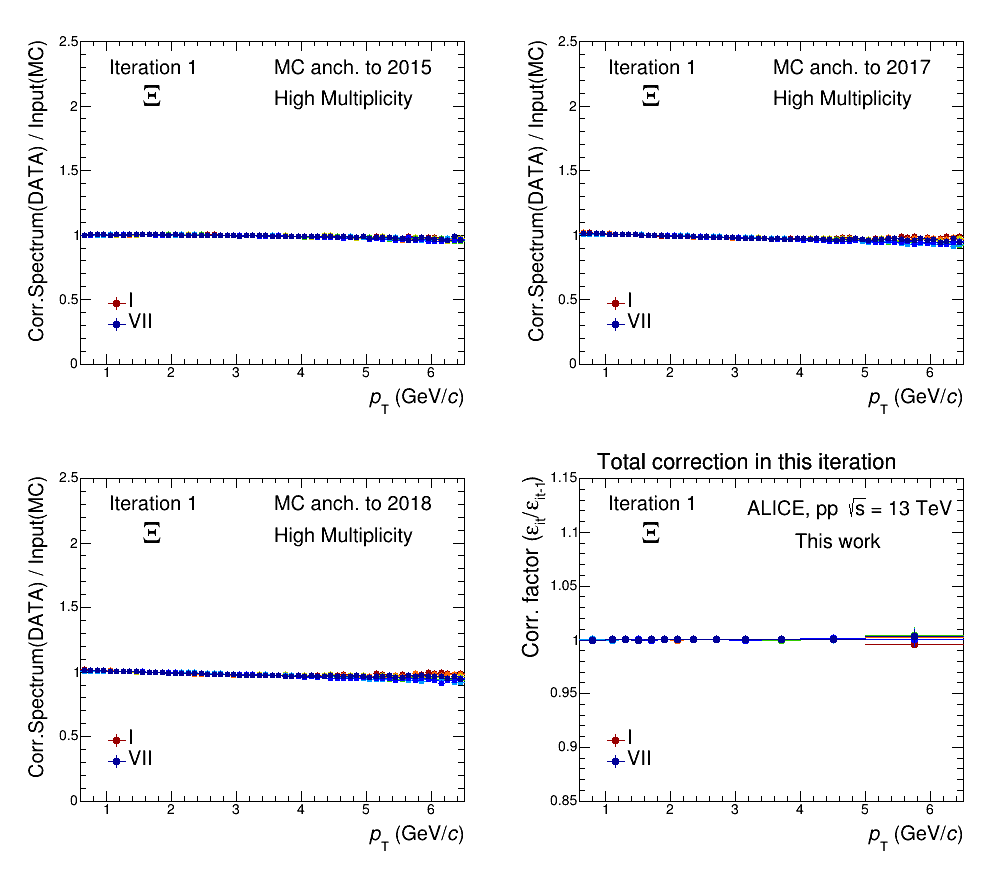 Corr.Spectrum(DATA) / Input(MC)
2.5
2
1.5
1
0.5
0
Iteration 1
MC anch. to 2015
Ξ
High Multiplicity
I
VII
1 2 3 4 5 6
p_T (GeV/c)
Corr.Spectrum(DATA) / Input(MC)
2.5
2
1.5
1
0.5
0
Iteration 1
MC anch. to 2017
Ξ
High Multiplicity
I
VII
1 2 3 4 5 6
p_T (GeV/c)
Corr.Spectrum(DATA) / Input(MC)
2.5
2
1.5
1
0.5
0
Iteration 1
MC anch. to 2018
Ξ
High Multiplicity
I
VII
1 2 3 4 5 6
p_T (GeV/c)
Total correction in this iteration
Corr. factor (ε_it/ε_it-1)
1.15
1.1
1.05
1
0.95
0.9
0.85
Iteration 1
ALICE, pp √s = 13 TeV
Ξ
This work
I
VII
1 2 3 4 5 6
p_T (GeV/c)